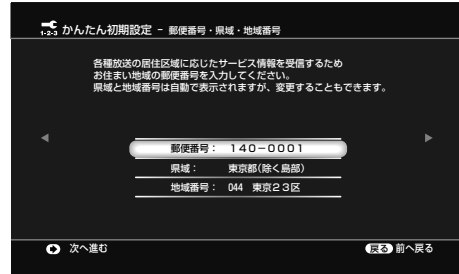 1-2-3 かんたん初期設定 - 郵便番号・県域・地域番号
各種放送の居住区域に応じたサービス情報を受信するため
お住まい地域の郵便番号を入力してください。
県域と地域番号は自動で表示されますが、変更することもできます。
郵便番号： 140-0001
県域： 東京都(除く島部)
地域番号： 044 東京23区
次へ進む 戻る 前へ戻る